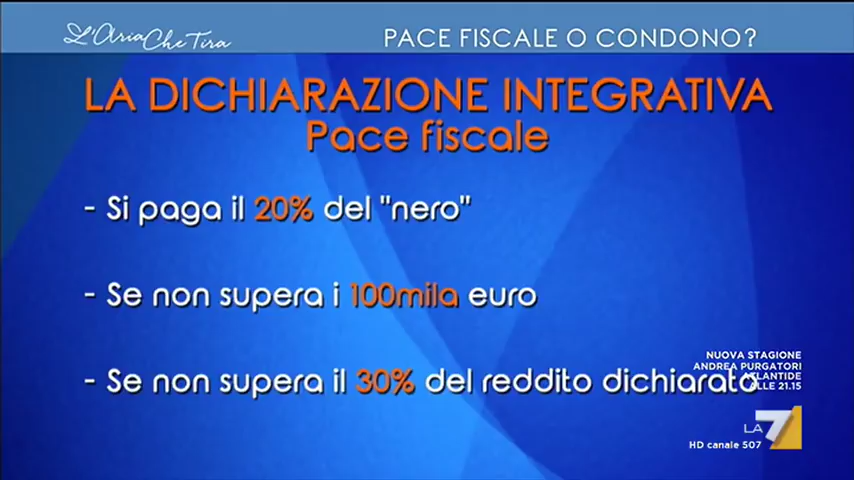 L'Aria Che Tira
PACE FISCALE O CONDONO?
LA DICHIARAZIONE INTEGRATIVA
Pace fiscale
- Si paga il 20% del "nero"
- Se non supera i 100mila euro
- Se non supera il 30% del reddito dichiarato
NUOVA STAGIONE
ANDREA PURGATORI
ATLANTIDE
ALLE 21.15
LA7
HD canale 507